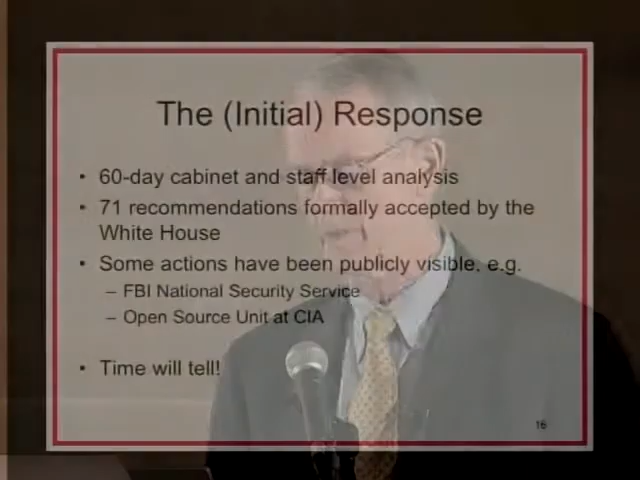 The (Initial) Response
• 60-day cabinet and staff level analysis
• 71 recommendations formally accepted by the
White House
• Some actions have been publicly visible, e.g.
– FBI National Security Service
– Open Source Unit at CIA
• Time will tell!
16